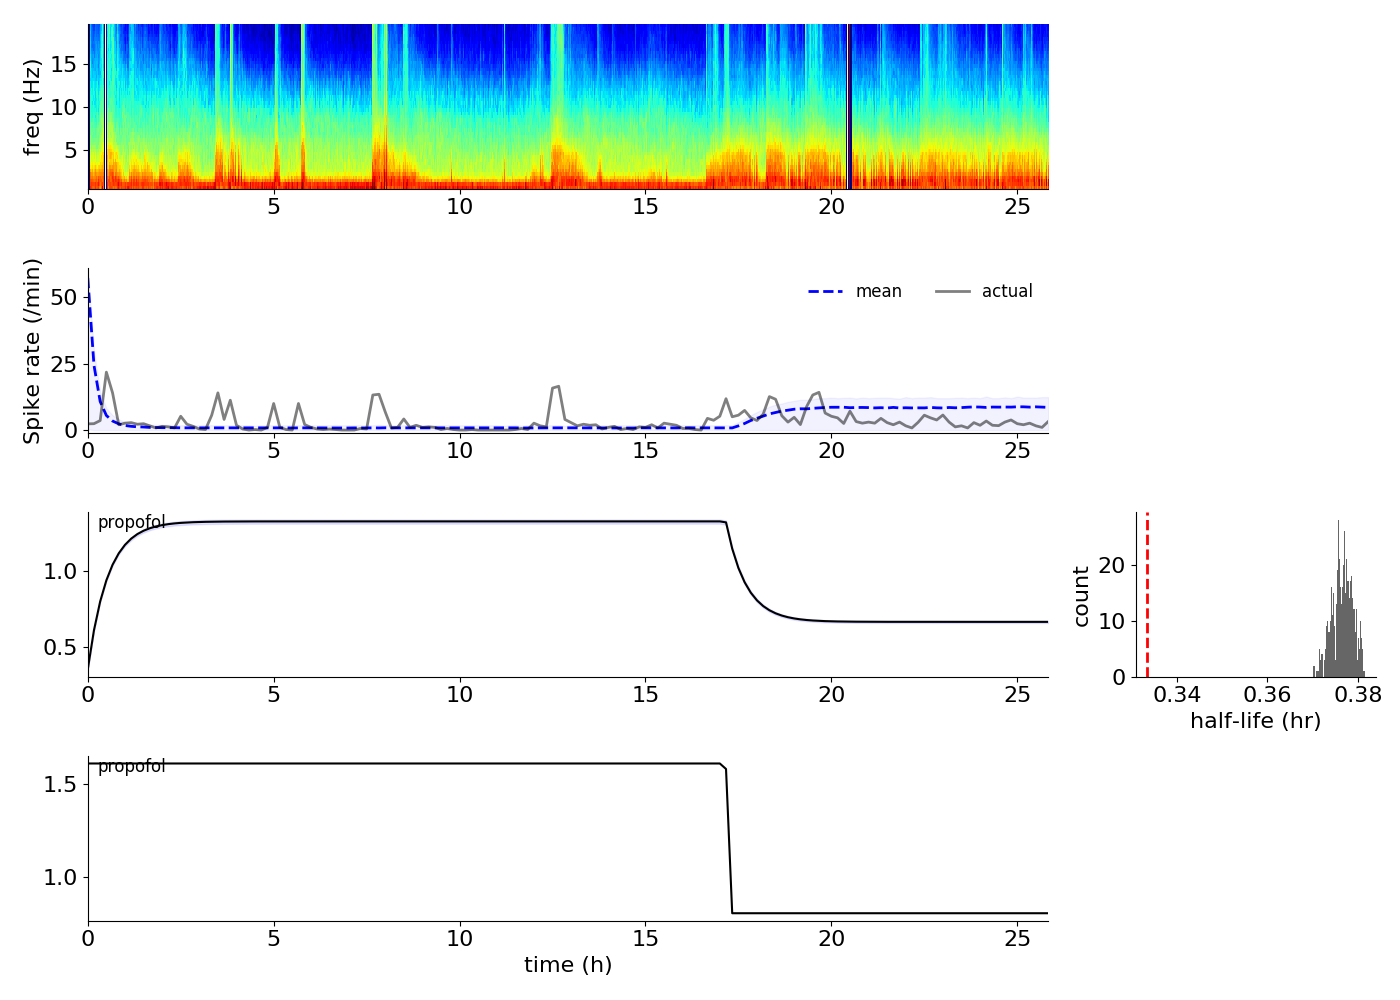 freq (Hz)
15
10
5
0 5 10 15 20 25
Spike rate (/min)
50
25
0
mean actual
0 5 10 15 20 25
propofol
1.0
0.5
0 5 10 15 20 25
count
20
10
0
0.34 0.36 0.38
half-life (hr)
propofol
1.5
1.0
0 5 10 15 20 25
time (h)